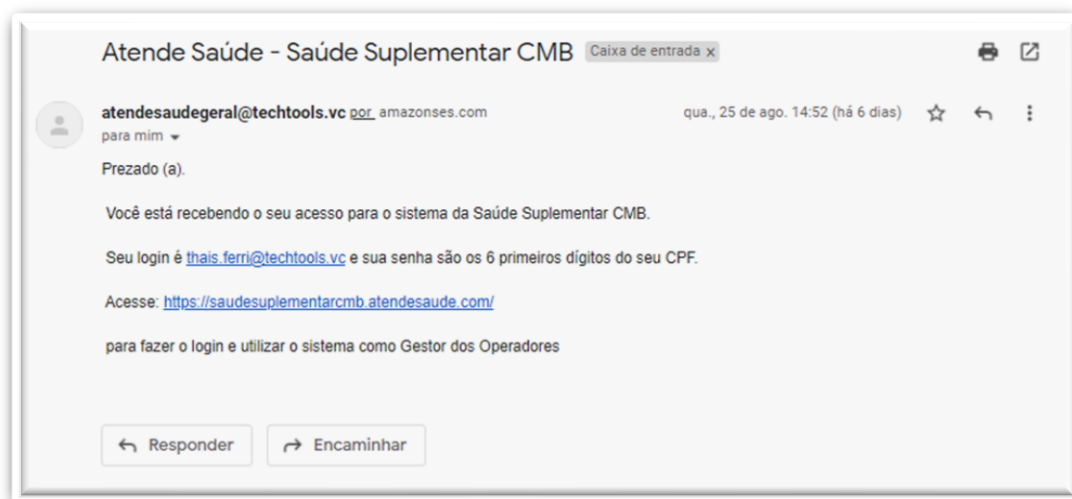 Atende Saúde - Saúde Suplementar CMB Caixa de entrada x
atendesaudegeral@techtools.vc por amazonses.com qua., 25 de ago. 14:52 (há 6 dias)
para mim
Prezado (a).
Você está recebendo o seu acesso para o sistema da Saúde Suplementar CMB.
Seu login é thais.ferri@techtools.vc e sua senha são os 6 primeiros dígitos do seu CPF.
Acesse: https://saudesuplementarcmb.atendesaude.com/
para fazer o login e utilizar o sistema como Gestor dos Operadores
Responder Encaminhar